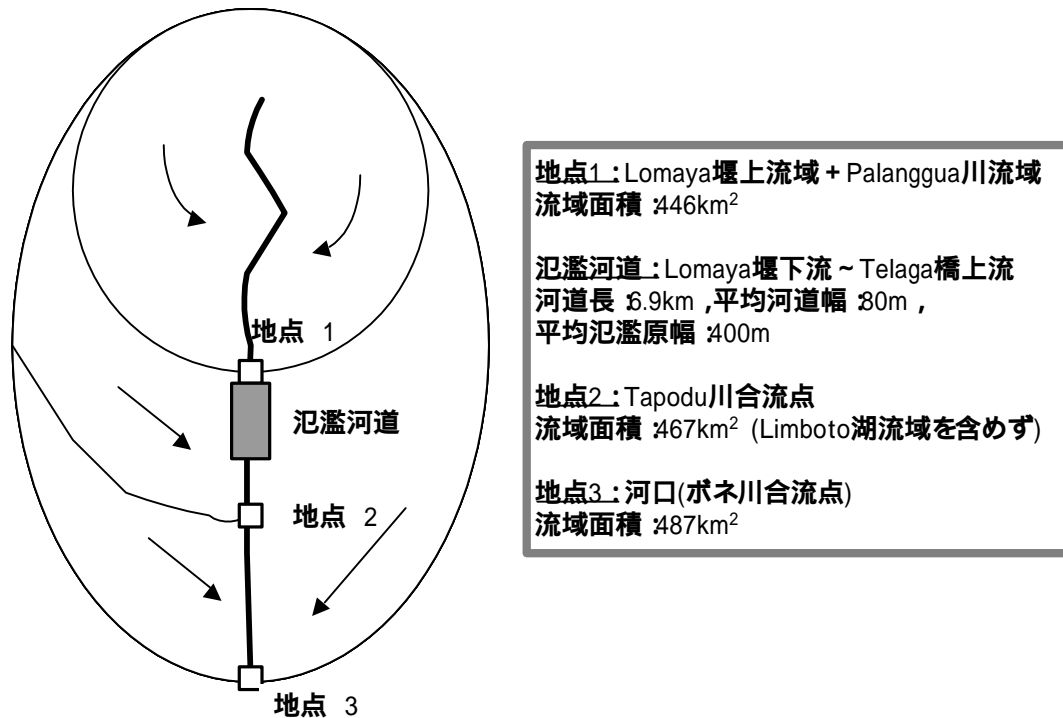 地点 1
氾濫河道
地点 2
地点 3
地点1:Lomaya堰上流域 + Palanggua川流域
流域面積:446km²
氾濫河道:Lomaya堰下流 ~ Telaga橋上流
河道長:6.9km ,平均河道幅:80m ,
平均氾濫原幅:400m
地点2:Tapodu川合流点
流域面積:467km² (Limboto湖流域を含めず)
地点3:河口(ボネ川合流点)
流域面積:487km²